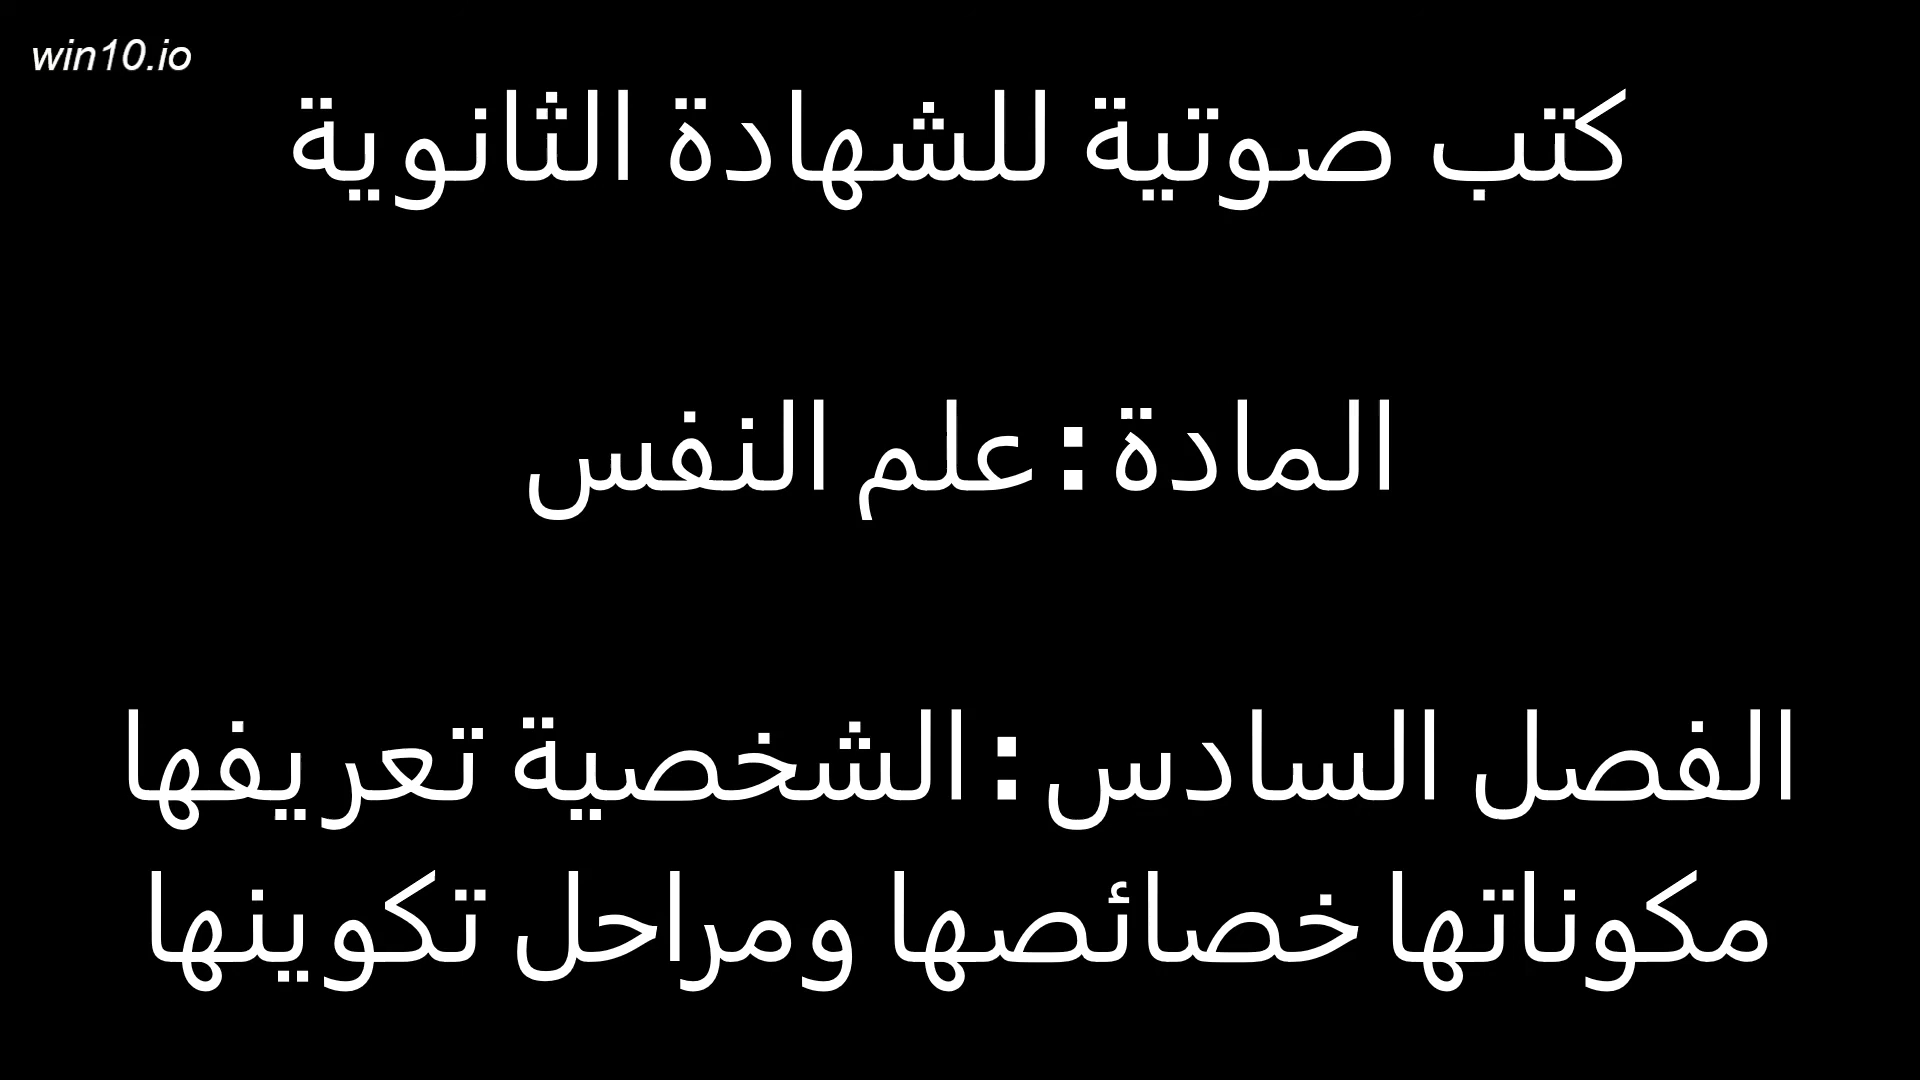 win10.io
كتب صوتية للشهادة الثانوية
المادة : علم النفس
الفصل السادس : الشخصية تعريفها
مكوناتها خصائصها ومراحل تكوينها